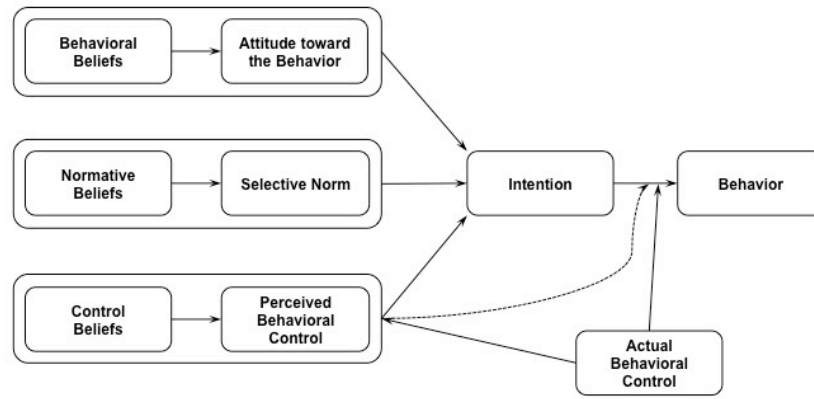 Behavioral
Beliefs
Attitude toward
the Behavior
Normative
Beliefs
Selective Norm
Intention
Behavior
Control
Beliefs
Perceived
Behavioral
Control
Actual
Behavioral
Control